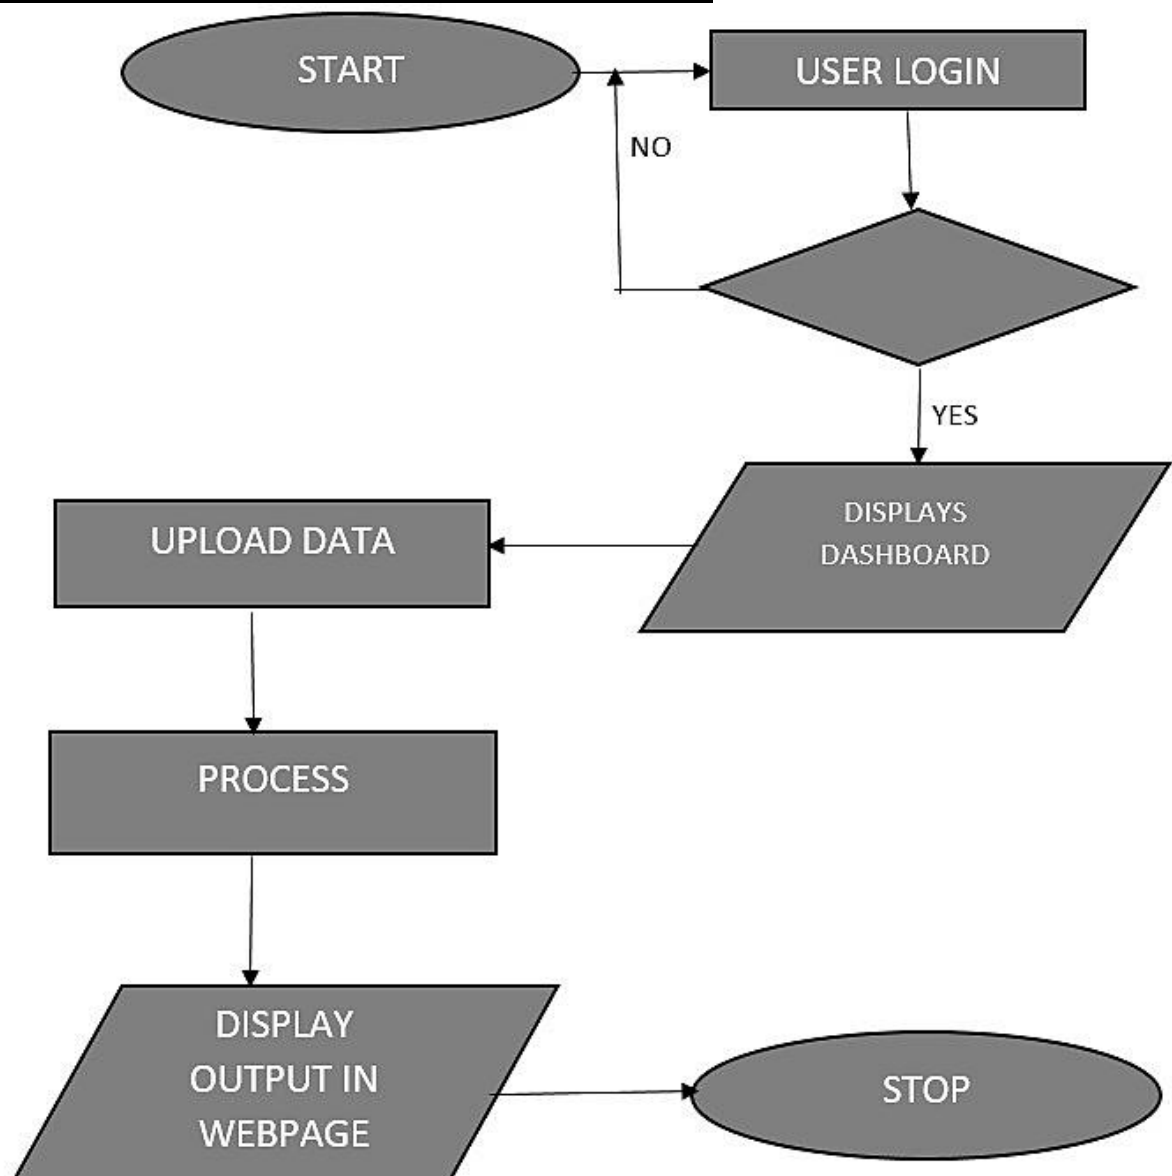 START
USER LOGIN
NO
YES
DISPLAYS
DASHBOARD
UPLOAD DATA
PROCESS
DISPLAY
OUTPUT IN
WEBPAGE
STOP